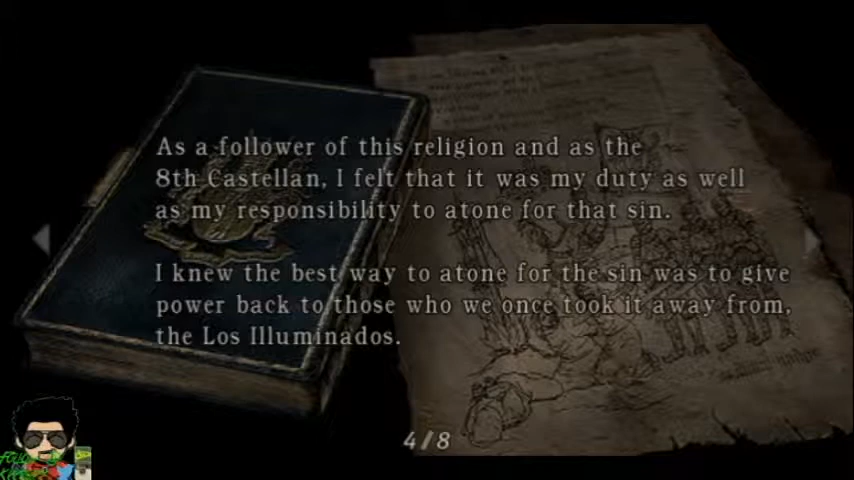 As a follower of this religion and as the
8th Castellan, I felt that it was my duty as well
as my responsibility to atone for that sin.
I knew the best way to atone for the sin was to give
power back to those who we once took it away from,
the Los Illuminados.
4/8